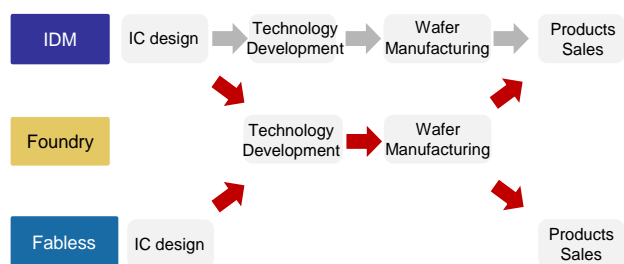 IDM
IC design
Technology
Development
Wafer
Manufacturing
Products
Sales
Foundry
Technology
Development
Wafer
Manufacturing
Fabless
IC design
Products
Sales